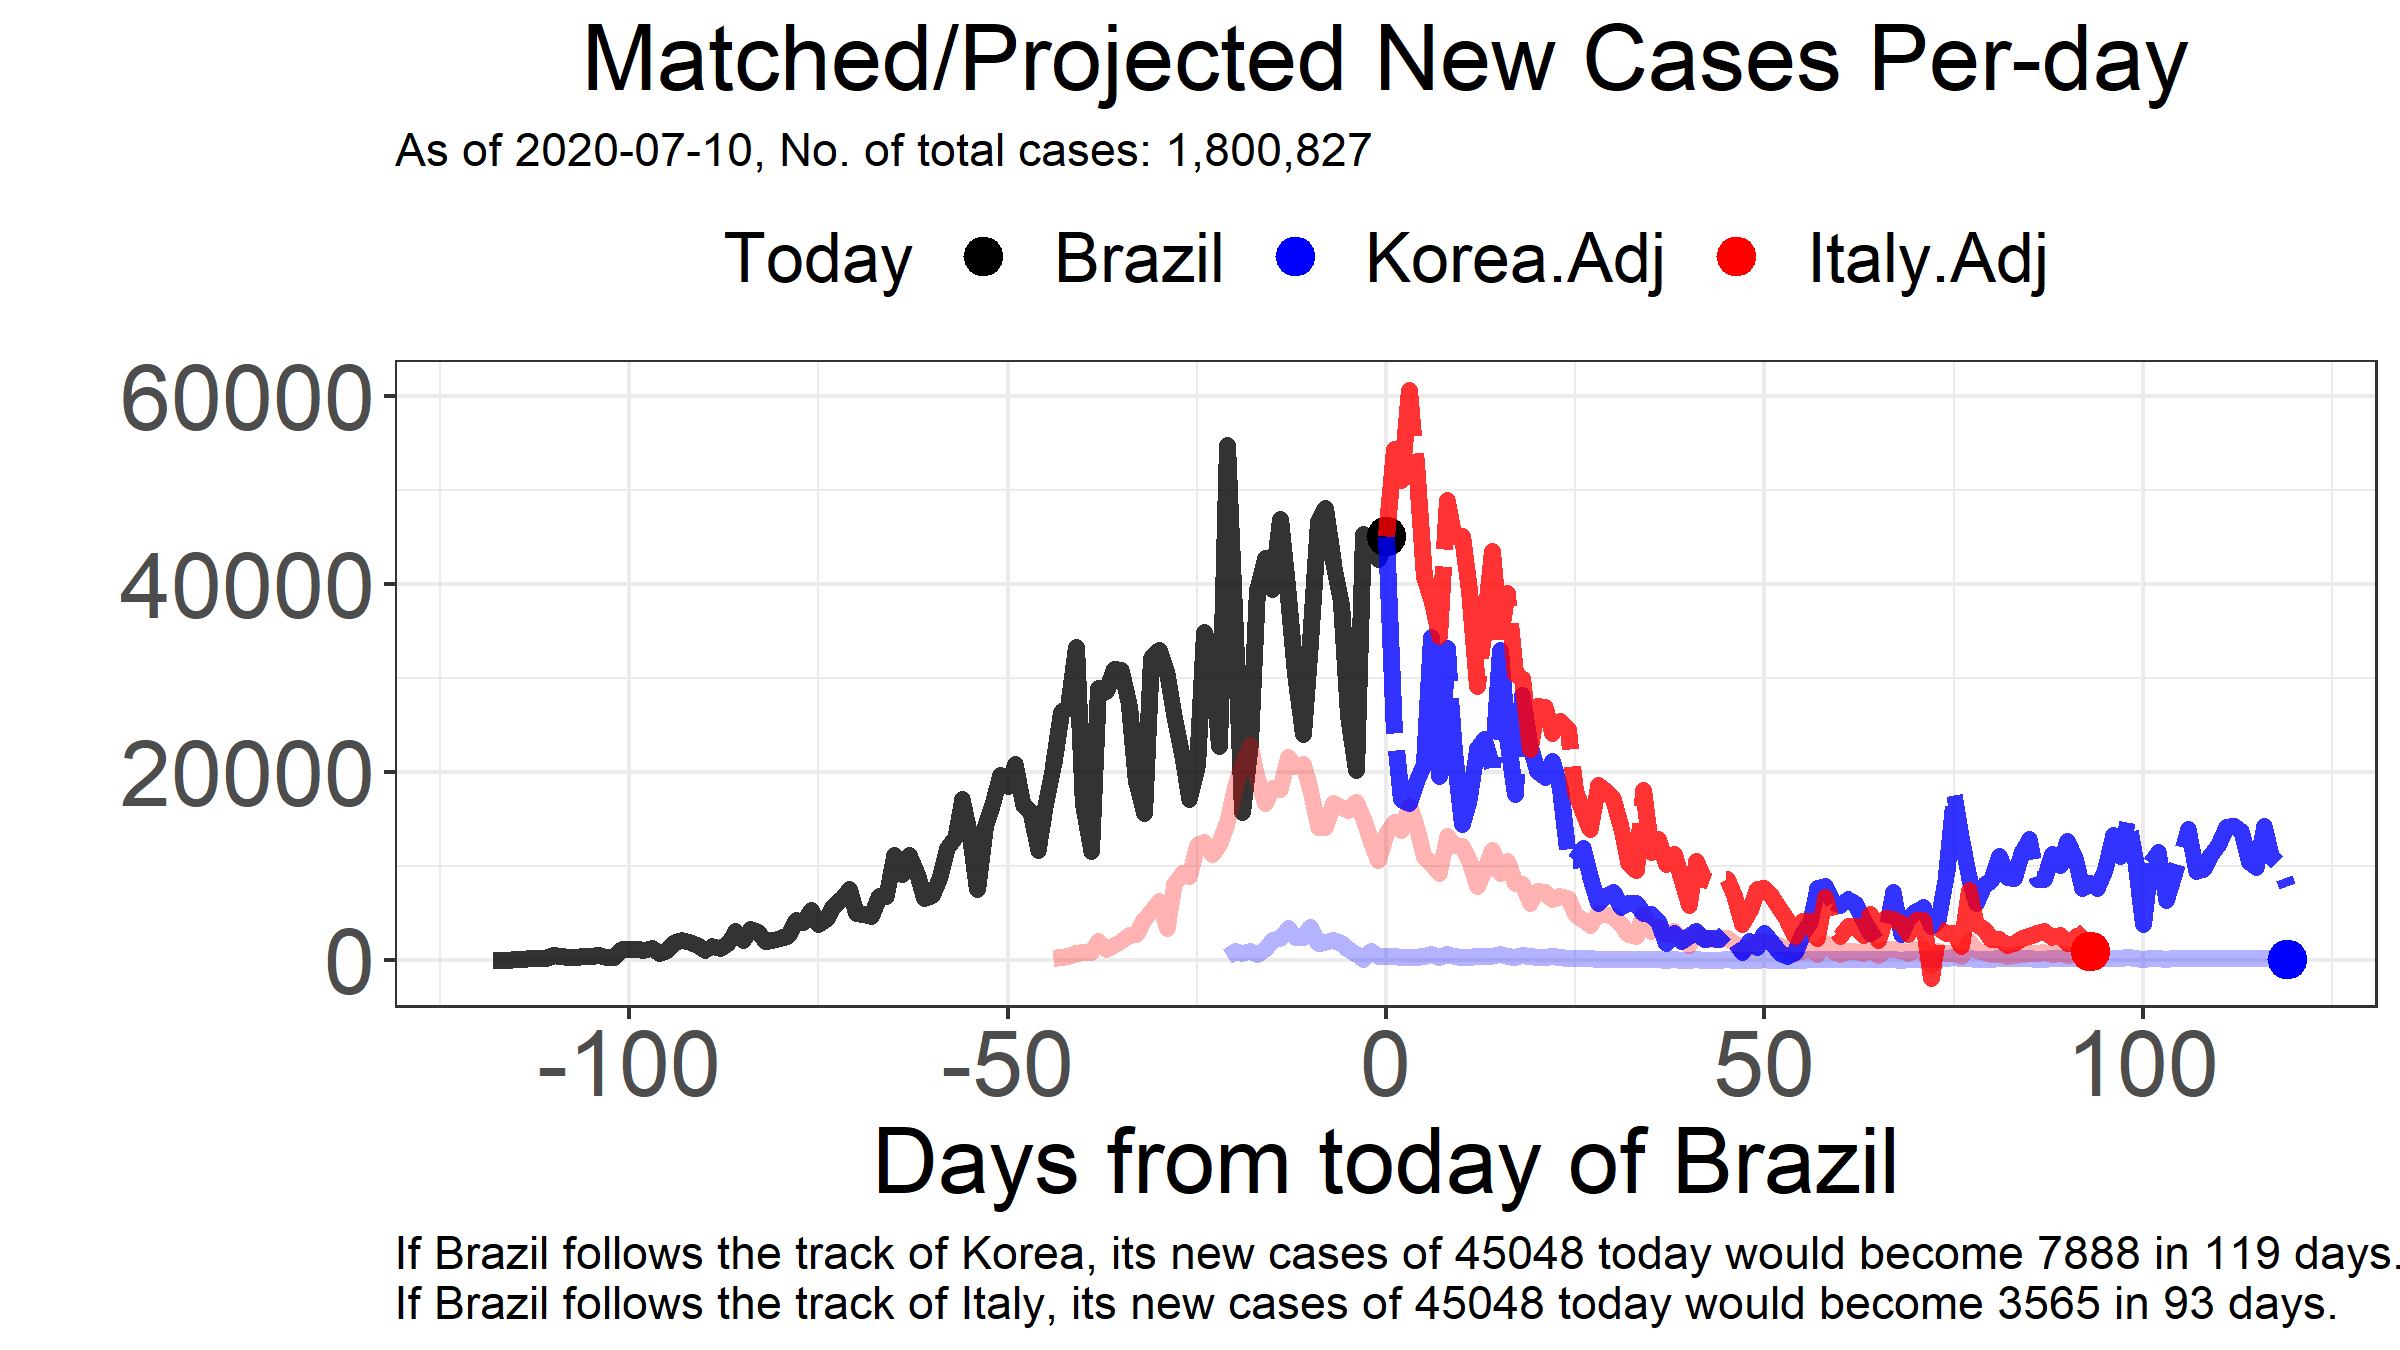 Matched/Projected New Cases Per-day
As of 2020-07-10, No. of total cases: 1,800,827
Today Brazil Korea.Adj Italy.Adj
60000
40000
20000
0
-100 -50 0 50 100
Days from today of Brazil
If Brazil follows the track of Korea, its new cases of 45048 today would become 7888 in 119 days.
If Brazil follows the track of Italy, its new cases of 45048 today would become 3565 in 93 days.